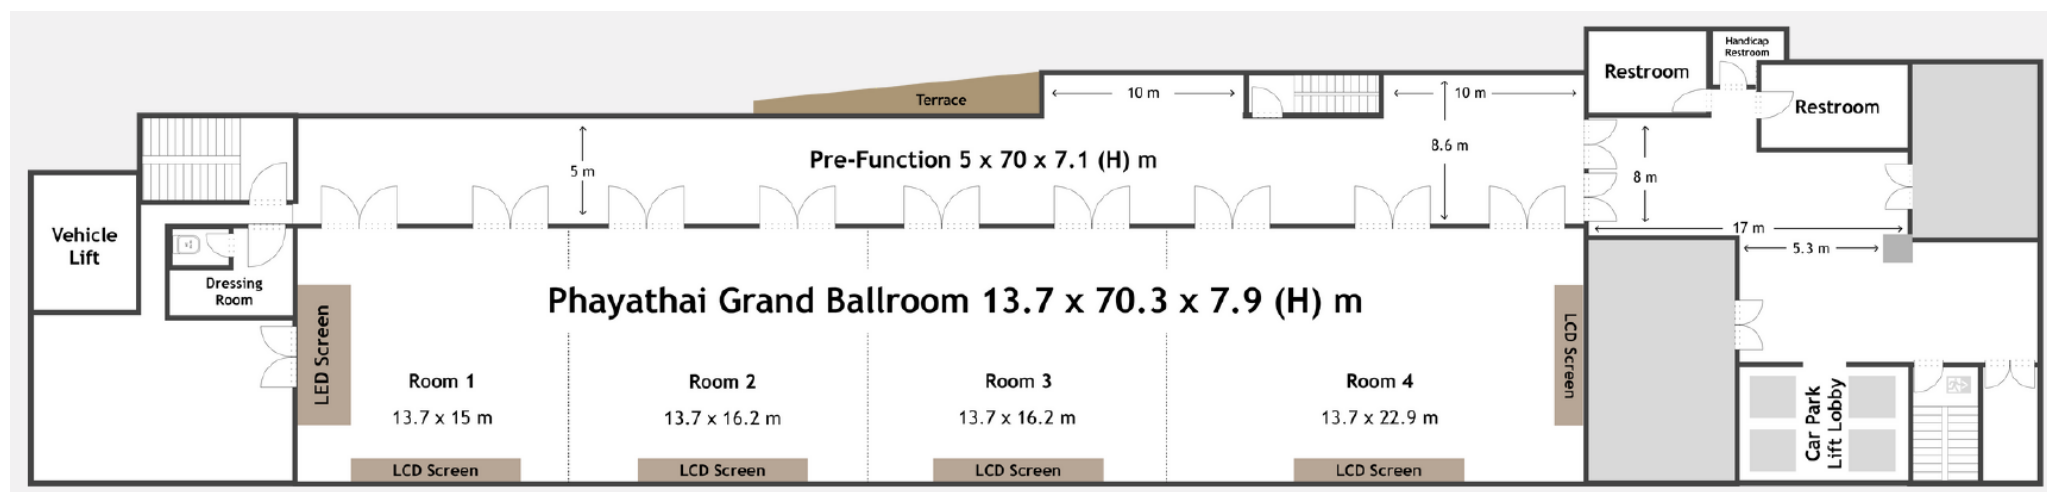 Handicap
Restroom
Restroom
Restroom
Terrace
10 m
10 m
Pre-Function 5 x 70 x 7.1 (H) m
5 m
8.6 m
8 m
17 m
5.3 m
Vehicle
Lift
Dressing
Room
Phayathai Grand Ballroom 13.7 x 70.3 x 7.9 (H) m
LED Screen
LCD Screen
Room 1
13.7 x 15 m
Room 2
13.7 x 16.2 m
Room 3
13.7 x 16.2 m
Room 4
13.7 x 22.9 m
LCD Screen
LCD Screen
LCD Screen
LCD Screen
Car Park
Lift Lobby